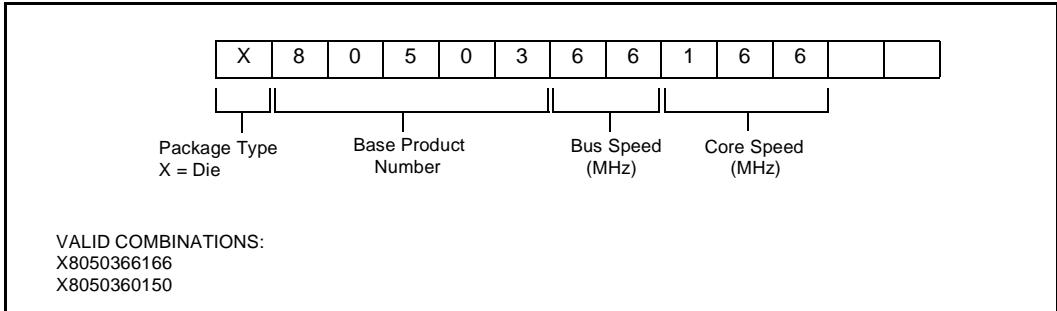 X 8 0 5 0 3 6 6 1 6 6
Package Type
X = Die
Base Product
Number
Bus Speed
(MHz)
Core Speed
(MHz)
VALID COMBINATIONS:
X8050366166
X8050360150